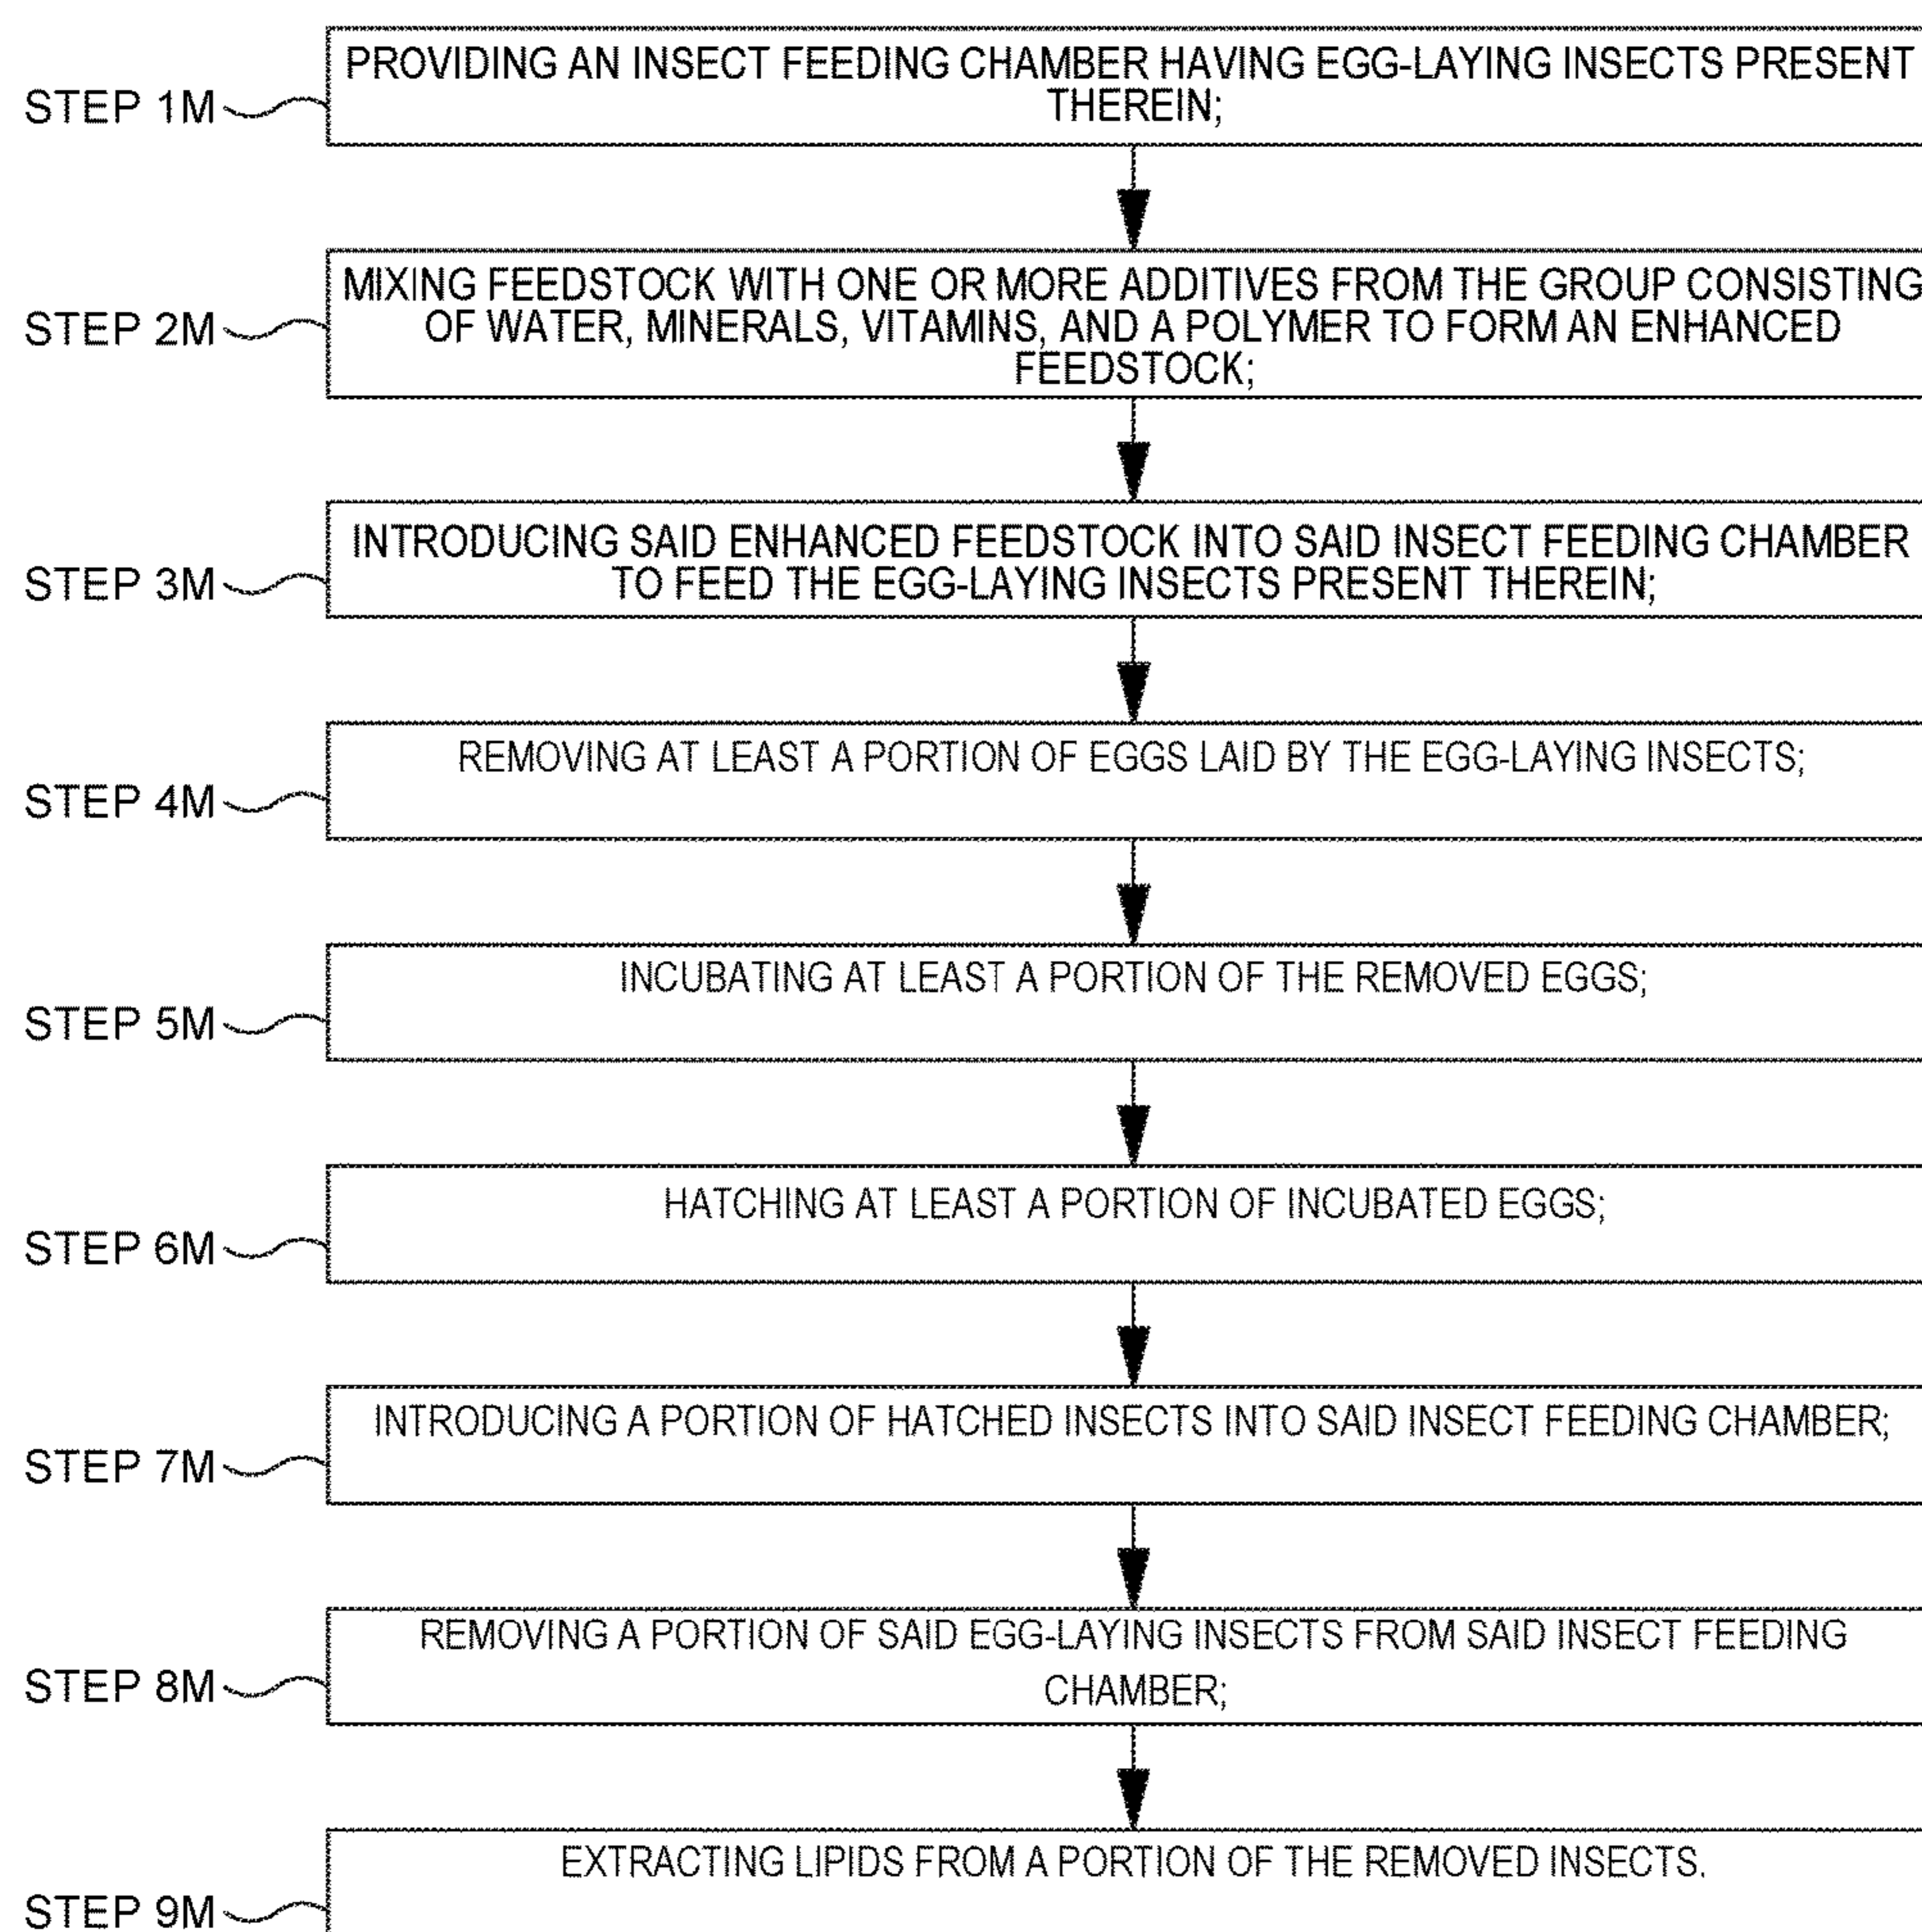 STEP 1M
PROVIDING AN INSECT FEEDING CHAMBER HAVING EGG-LAYING INSECTS PRESENT
THEREIN;
STEP 2M
MIXING FEEDSTOCK WITH ONE OR MORE ADDITIVES FROM THE GROUP CONSISTING
OF WATER, MINERALS, VITAMINS, AND A POLYMER TO FORM AN ENHANCED
FEEDSTOCK;
STEP 3M
INTRODUCING SAID ENHANCED FEEDSTOCK INTO SAID INSECT FEEDING CHAMBER
TO FEED THE EGG-LAYING INSECTS PRESENT THEREIN;
STEP 4M
REMOVING AT LEAST A PORTION OF EGGS LAID BY THE EGG-LAYING INSECTS;
STEP 5M
INCUBATING AT LEAST A PORTION OF THE REMOVED EGGS;
STEP 6M
HATCHING AT LEAST A PORTION OF INCUBATED EGGS;
STEP 7M
INTRODUCING A PORTION OF HATCHED INSECTS INTO SAID INSECT FEEDING CHAMBER;
STEP 8M
REMOVING A PORTION OF SAID EGG-LAYING INSECTS FROM SAID INSECT FEEDING
CHAMBER;
STEP 9M
EXTRACTING LIPIDS FROM A PORTION OF THE REMOVED INSECTS.